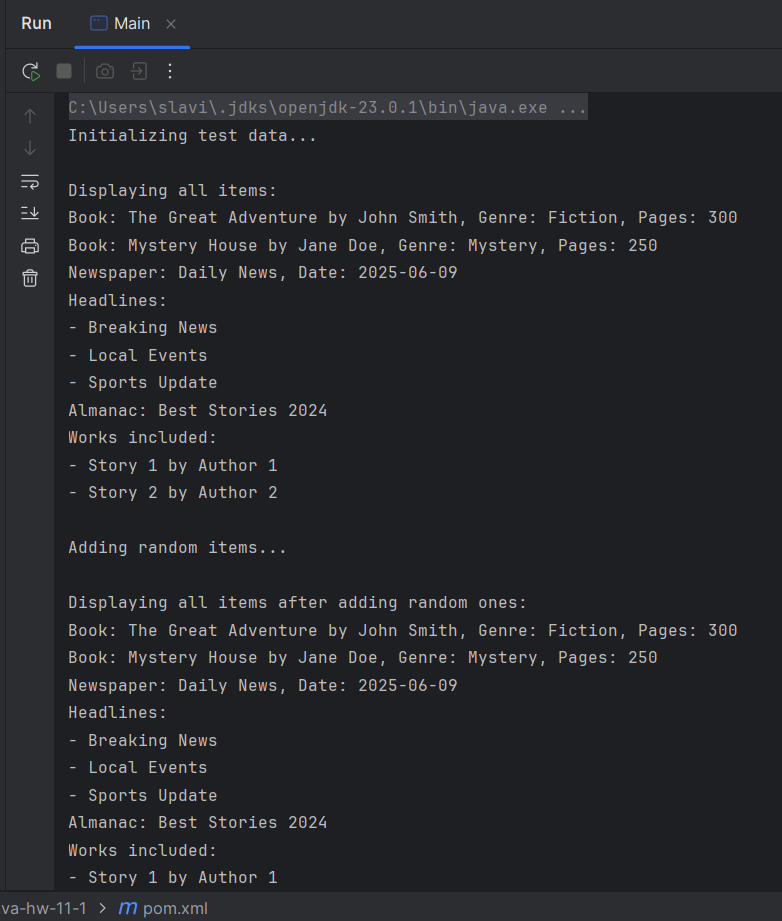 Run Main
C:\Users\slavi\.jdks\openjdk-23.0.1\bin\java.exe ...
Initializing test data...
Displaying all items:
Book: The Great Adventure by John Smith, Genre: Fiction, Pages: 300
Book: Mystery House by Jane Doe, Genre: Mystery, Pages: 250
Newspaper: Daily News, Date: 2025-06-09
Headlines:
- Breaking News
- Local Events
- Sports Update
Almanac: Best Stories 2024
Works included:
- Story 1 by Author 1
- Story 2 by Author 2
Adding random items...
Displaying all items after adding random ones:
Book: The Great Adventure by John Smith, Genre: Fiction, Pages: 300
Book: Mystery House by Jane Doe, Genre: Mystery, Pages: 250
Newspaper: Daily News, Date: 2025-06-09
Headlines:
- Breaking News
- Local Events
- Sports Update
Almanac: Best Stories 2024
Works included:
- Story 1 by Author 1
va-hw-11-1 > m pom.xml